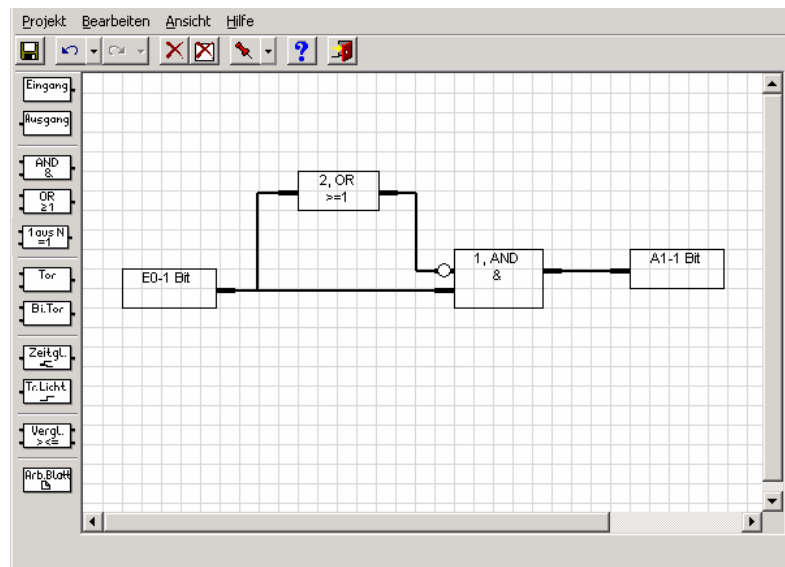 Projekt Bearbeiten Ansicht Hilfe
?
Eingang
Ausgang
AND
&
OR
≥1
1 aus N
=1
Tor
Bi.Tor
Zeitgl.
Tr.Licht
Vergl.
><=
Arb.Blatt
2, OR
>=1
E0-1 Bit
1, AND
&
A1-1 Bit